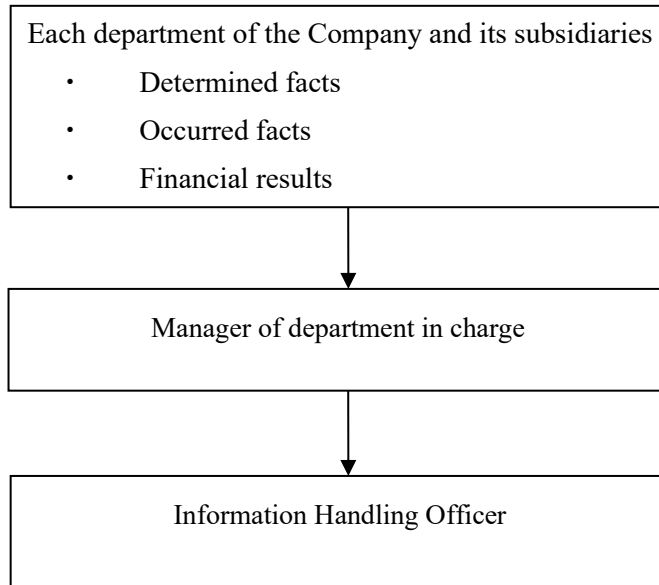 Each department of the Company and its subsidiaries
・ Determined facts
・ Occurred facts
・ Financial results
Manager of department in charge
Information Handling Officer